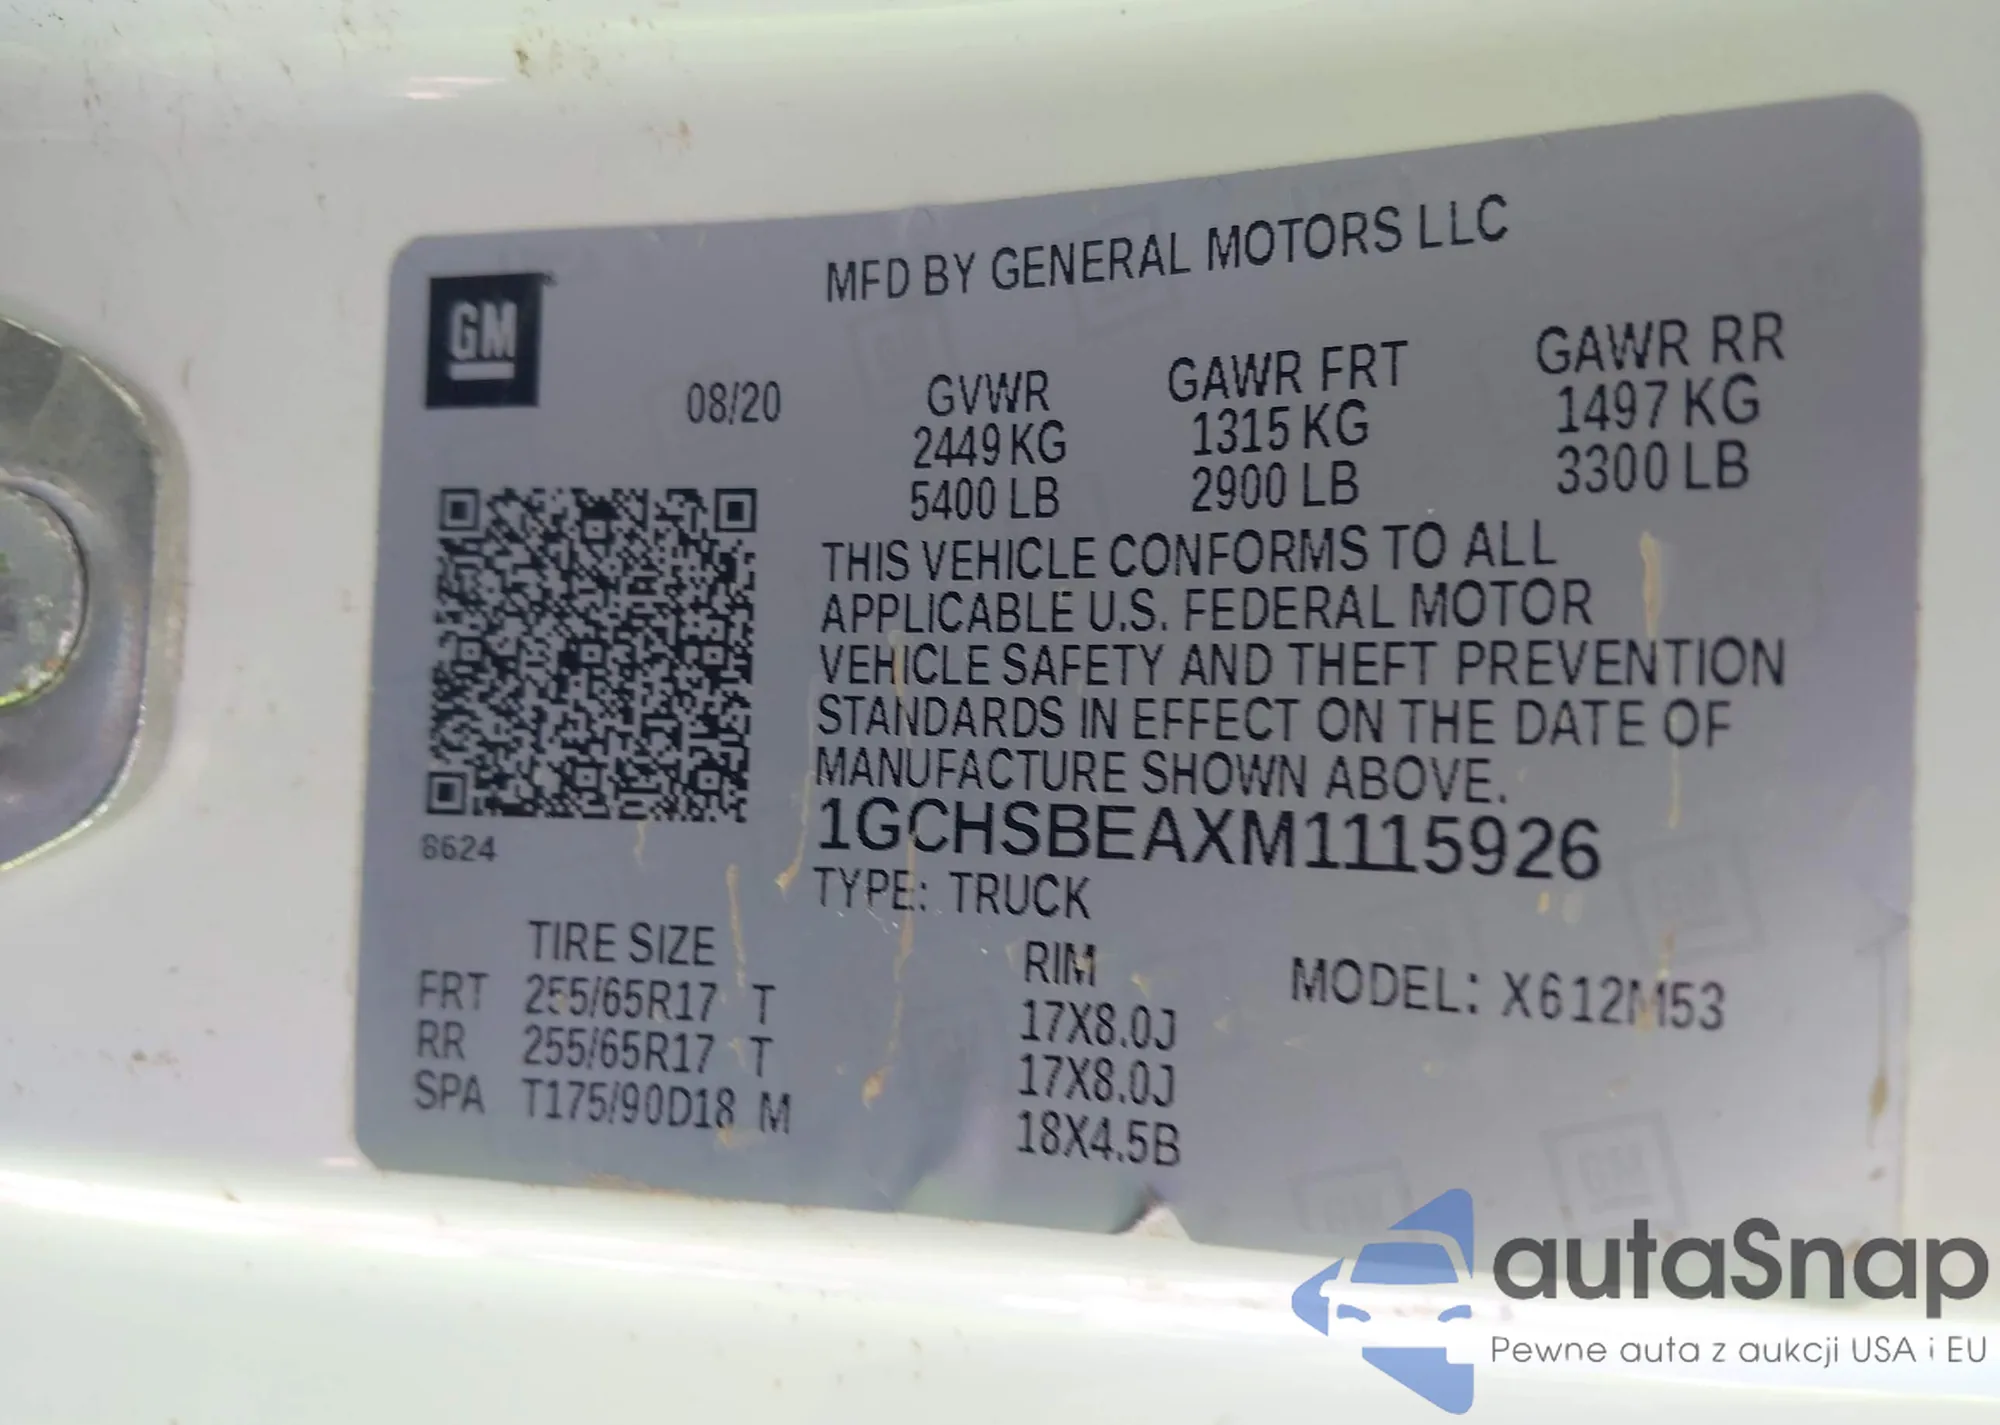 MFD BY GENERAL MOTORS LLC
GM
08/20
GVWR GAWR FRT GAWR RR
2449 KG 1315 KG 1497 KG
5400 LB 2900 LB 3300 LB
THIS VEHICLE CONFORMS TO ALL
APPLICABLE U.S. FEDERAL MOTOR
VEHICLE SAFETY AND THEFT PREVENTION
STANDARDS IN EFFECT ON THE DATE OF
MANUFACTURE SHOWN ABOVE.
1GCHSBEAXM1115926
TYPE: TRUCK
8624
TIRE SIZE RIM MODEL: X612M53
FRT 255/65R17 T 17X8.0J
RR 255/65R17 T 17X8.0J
SPA T175/90D18 M 18X4.5B
autaSnap
Pewne auta z aukcji USA i EU